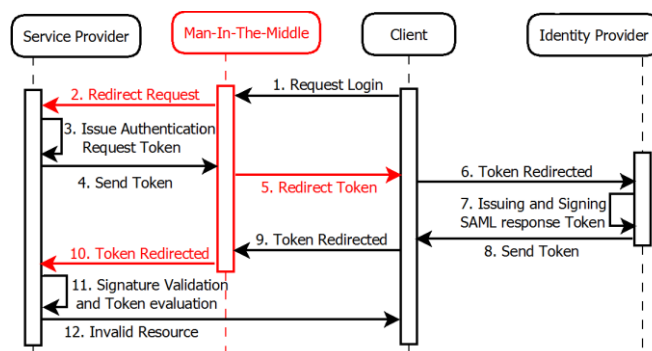 Service Provider
Man-In-The-Middle
Client
Identity Provider
1. Request Login
2. Redirect Request
3. Issue Authentication
Request Token
4. Send Token
5. Redirect Token
6. Token Redirected
7. Issuing and Signing
SAML response Token
8. Send Token
9. Token Redirected
10. Token Redirected
11. Signature Validation
and Token evaluation
12. Invalid Resource